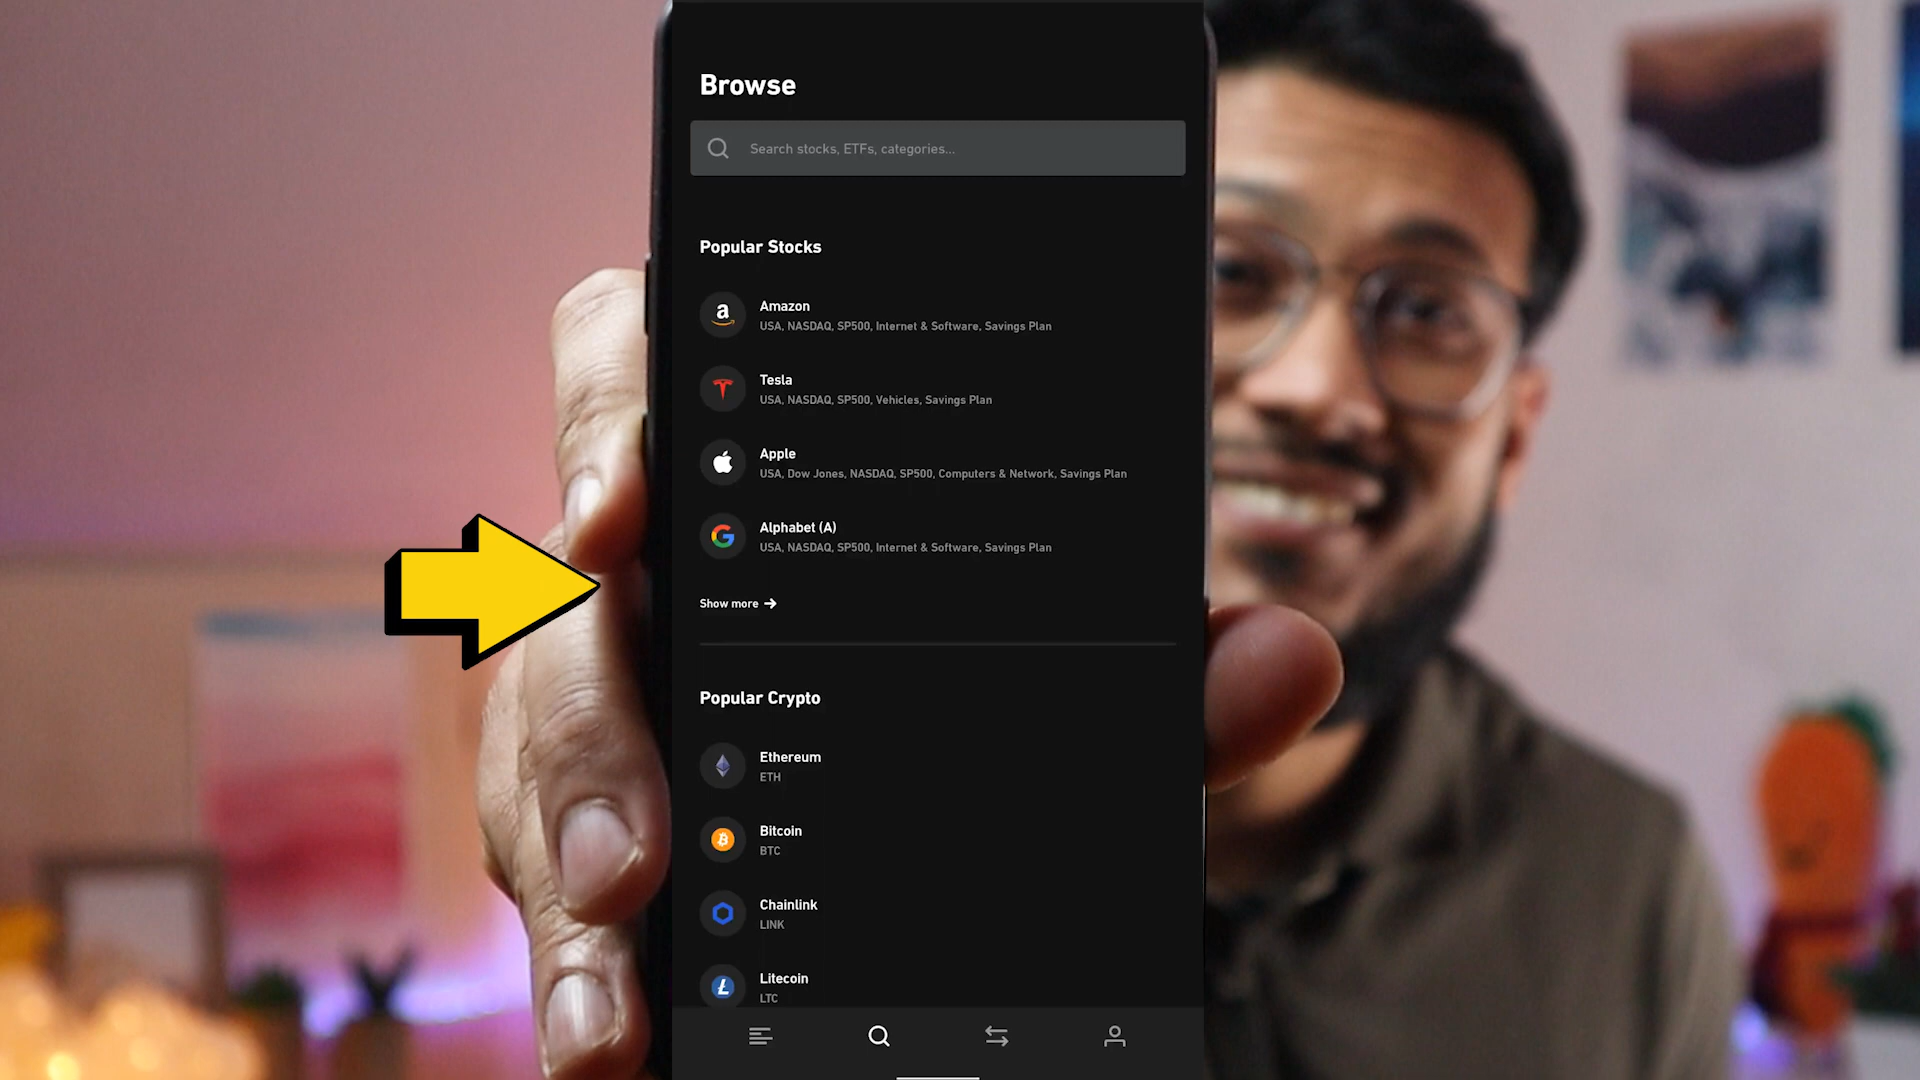 Browse
Search stocks, ETFs, categories...
Popular Stocks
Amazon
USA, NASDAQ, SP500, Internet & Software, Savings Plan
Tesla
USA, NASDAQ, SP500, Vehicles, Savings Plan
Apple
USA, Dow Jones, NASDAQ, SP500, Computers & Network, Savings Plan
Alphabet (A)
USA, NASDAQ, SP500, Internet & Software, Savings Plan
Show more →
Popular Crypto
Ethereum
ETH
Bitcoin
BTC
Chainlink
LINK
Litecoin
LTC